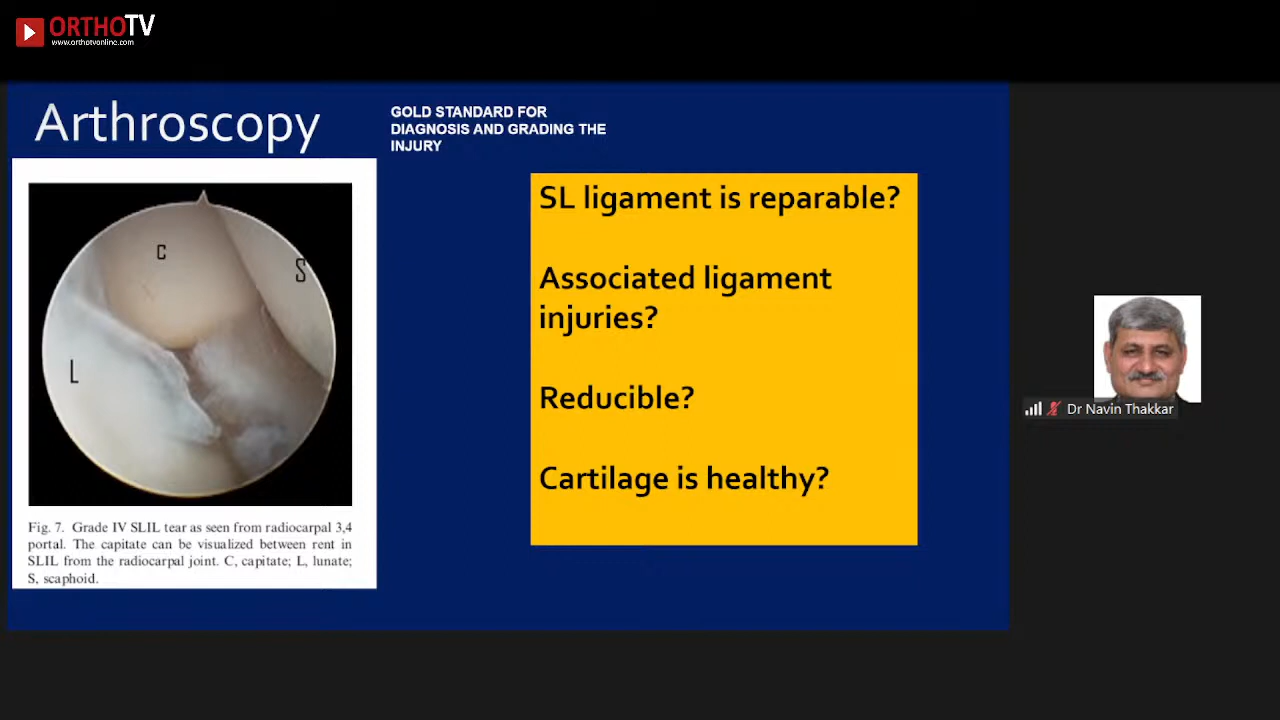 ORTHOTV
www.orthotvonline.com
Arthroscopy
GOLD STANDARD FOR
DIAGNOSIS AND GRADING THE
INJURY
C
S
L
Fig. 7. Grade IV SLIL tear as seen from radiocarpal 3,4
portal. The capitate can be visualized between rent in
SLIL from the radiocarpal joint. C, capitate; L, lunate;
S, scaphoid.
SL ligament is reparable?
Associated ligament
injuries?
Reducible?
Cartilage is healthy?
Dr Navin Thakkar